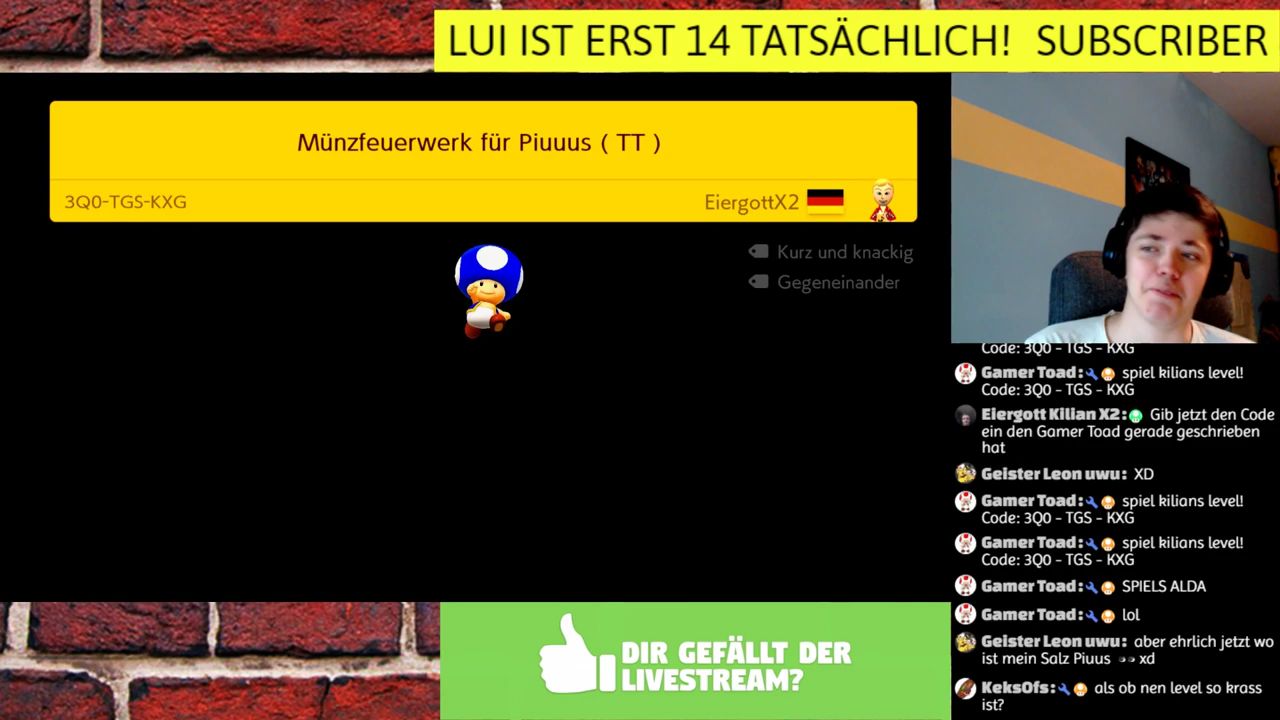 LUI IST ERST 14 TATSÄCHLICH! SUBSCRIBER
Münzfeuerwerk für Piuuus ( TT )
3Q0-TGS-KXG
EiergottX2
Kurz und knackig
Gegeneinander
Code: 3Q0 - TGS - KXG
Gamer Toad: spiel kilians level!
Code: 3Q0 - TGS - KXG
Eiergott Kilian X2: Gib jetzt den Code
ein den Gamer Toad gerade geschrieben
hat
Geister Leon uwu: XD
Gamer Toad: spiel kilians level!
Code: 3Q0 - TGS - KXG
Gamer Toad: spiel kilians level!
Code: 3Q0 - TGS - KXG
Gamer Toad: SPIELS ALDA
Gamer Toad: lol
Geister Leon uwu: aber ehrlich jetzt wo
ist mein Salz Piuus 👀 xd
KeksOfs: als ob nen level so krass
ist?
DIR GEFÄLLT DER
LIVESTREAM?